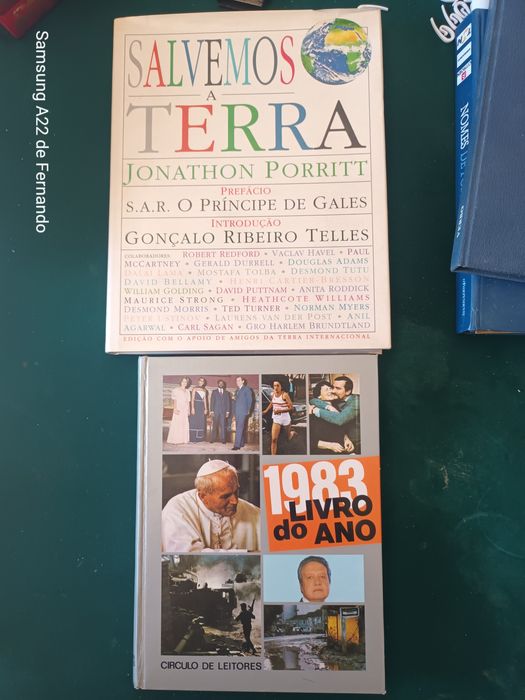 Samsung A22 de Fernando
SALVEMOS
A
TERRA
JONATHON PORRITT
PREFÁCIO
S.A.R. O PRÍNCIPE DE GALES
INTRODUÇÃO
GONÇALO RIBEIRO TELLES
COLABORADORES ROBERT REDFORD • VACLAV HAVEL • PAUL
MCCARTNEY • GERALD DURRELL • DOUGLAS ADAMS
DALAI LAMA • MOSTAFA TOLBA • DESMOND TUTU
DAVID BELLAMY • HENRI CARTIER-BRESSON
WILLIAM GOLDING • DAVID PUTTNAM • ANITA RODDICK
MAURICE STRONG • HEATHCOTE WILLIAMS
DESMOND MORRIS • TED TURNER • NORMAN MYERS
PETER USTINOV • LAURENS VAN DER POST • ANIL
AGARWAL • CARL SAGAN • GRO HARLEM BRUNDTLAND
EDIÇÃO COM O APOIO DE AMIGOS DA TERRA INTERNACIONAL
1983
LIVRO
do ANO
CIRCULO DE LEITORES
NOMES